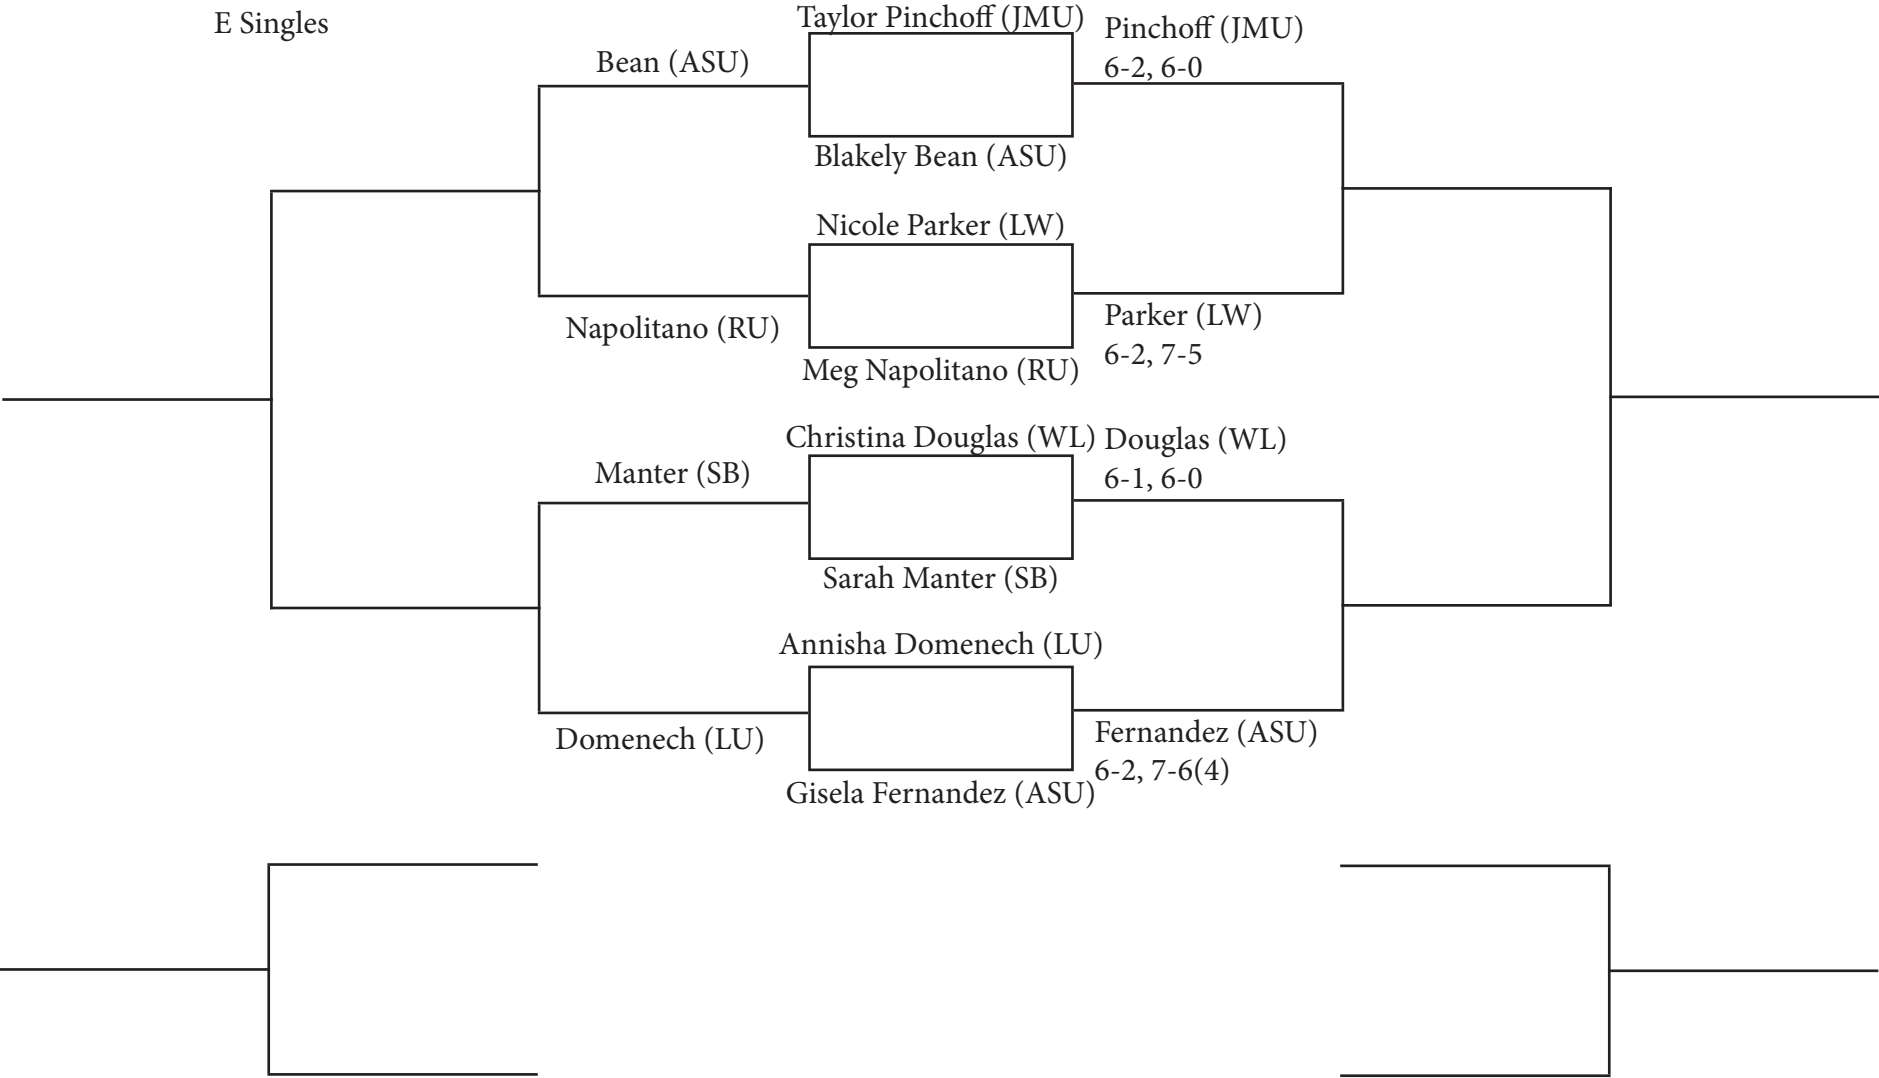 E Singles
Taylor Pinchoff (JMU)
Pinchoff (JMU)
6-2, 6-0
Bean (ASU)
Blakely Bean (ASU)
Nicole Parker (LW)
Napolitano (RU)
Parker (LW)
6-2, 7-5
Meg Napolitano (RU)
Christina Douglas (WL)
Douglas (WL)
6-1, 6-0
Manter (SB)
Sarah Manter (SB)
Annisha Domenech (LU)
Domenech (LU)
Fernandez (ASU)
6-2, 7-6(4)
Gisela Fernandez (ASU)